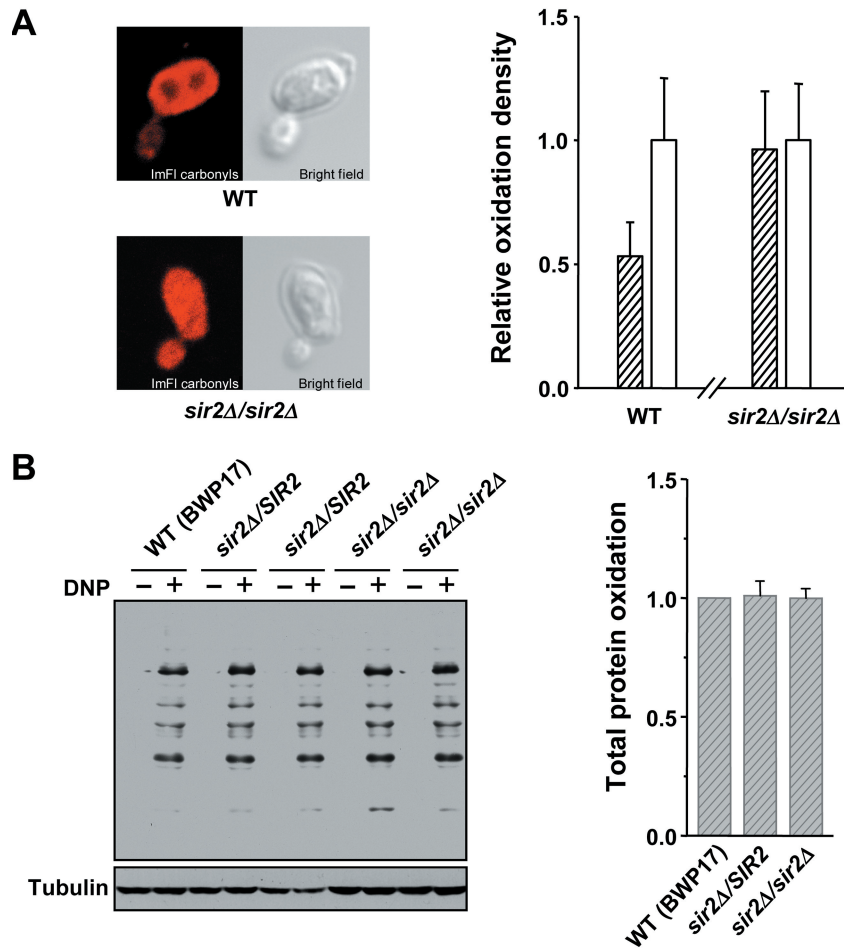 A
ImFl carbonyls
Bright field
WT
ImFl carbonyls
Bright field
sir2Δ/sir2Δ
Relative oxidation density
1.5
1.0
0.5
0.0
WT
sir2Δ/sir2Δ
B
WT (BWP17)
sir2Δ/SIR2
sir2Δ/SIR2
sir2Δ/sir2Δ
sir2Δ/sir2Δ
DNP
− + − + − + − + − +
Tubulin
Total protein oxidation
1.5
1.0
0.5
0.0
WT (BWP17)
sir2Δ/SIR2
sir2Δ/sir2Δ